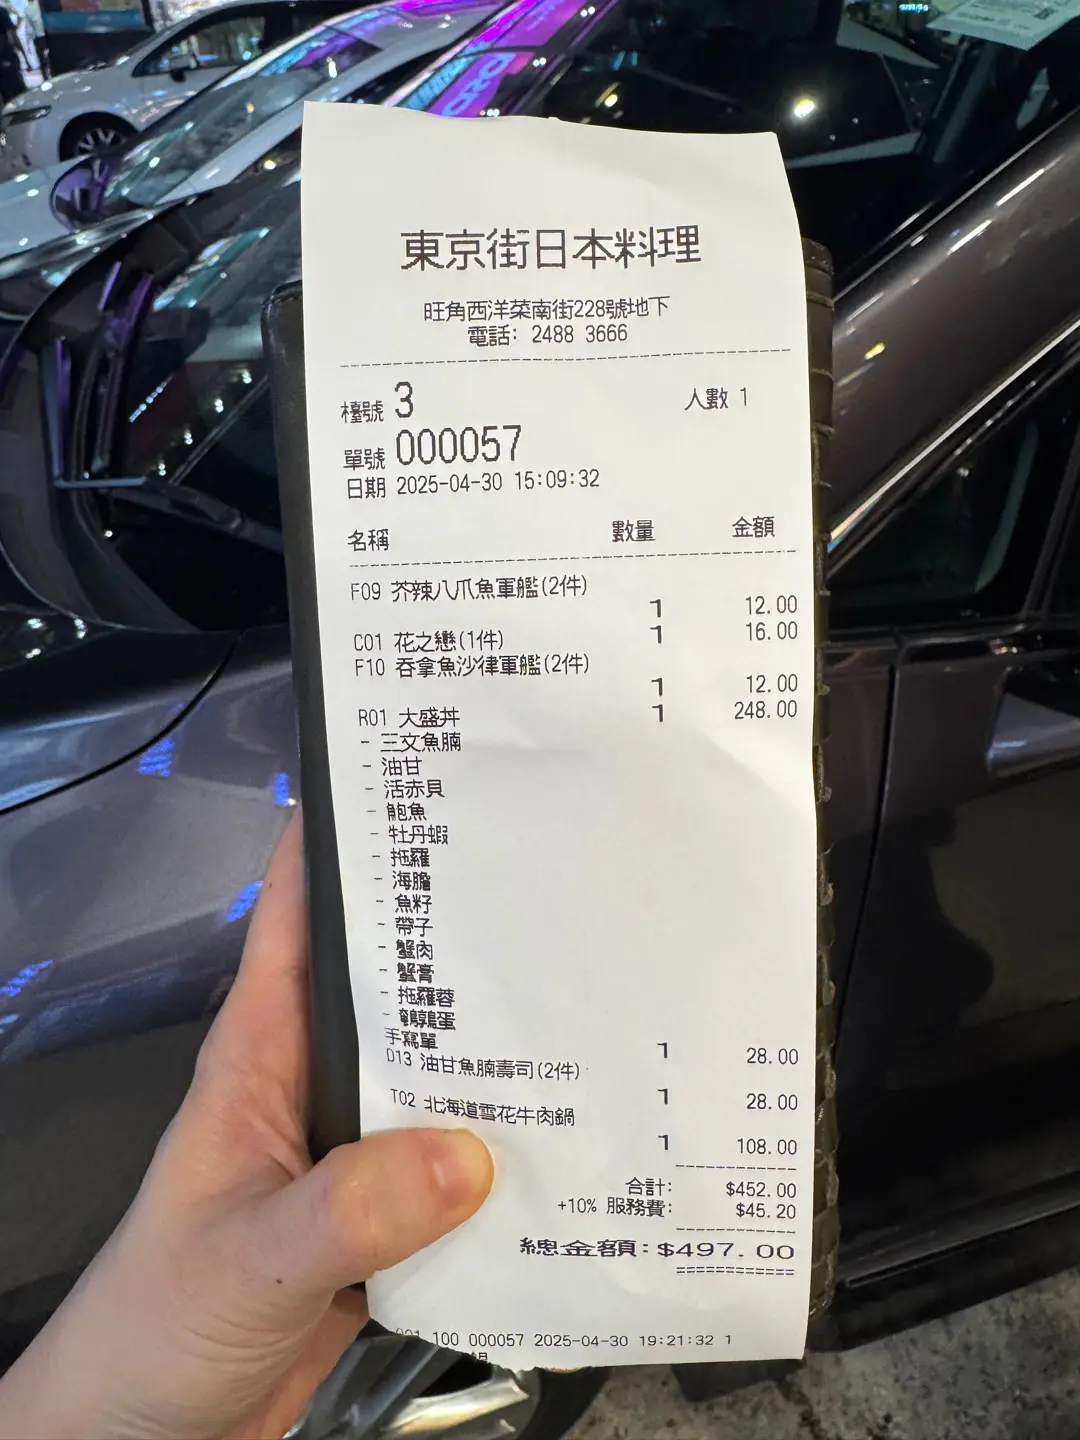 東京街日本料理
旺角西洋菜南街228號地下
電話: 2488 3666
檯號 3 人數 1
單號 000057
日期 2025-04-30 15:09:32
名稱 數量 金額
F09 芥辣八爪魚軍艦(2件)
1 12.00
C01 花之戀(1件) 1 16.00
F10 吞拿魚沙律軍艦(2件)
1 12.00
R01 大盛丼 1 248.00
- 三文魚腩
- 油甘
- 活赤貝
- 鮑魚
- 牡丹蝦
- 拖羅
- 海膽
- 魚籽
- 帶子
- 蟹肉
- 蟹膏
- 拖羅蓉
- 鵪鶉蛋
手寫單 1 28.00
D13 油甘魚腩壽司(2件)
1 28.00
T02 北海道雪花牛肉鍋
1 108.00
合計: $452.00
+10% 服務費: $45.20
總金額: $497.00
001 100 000057 2025-04-30 19:21:32 1